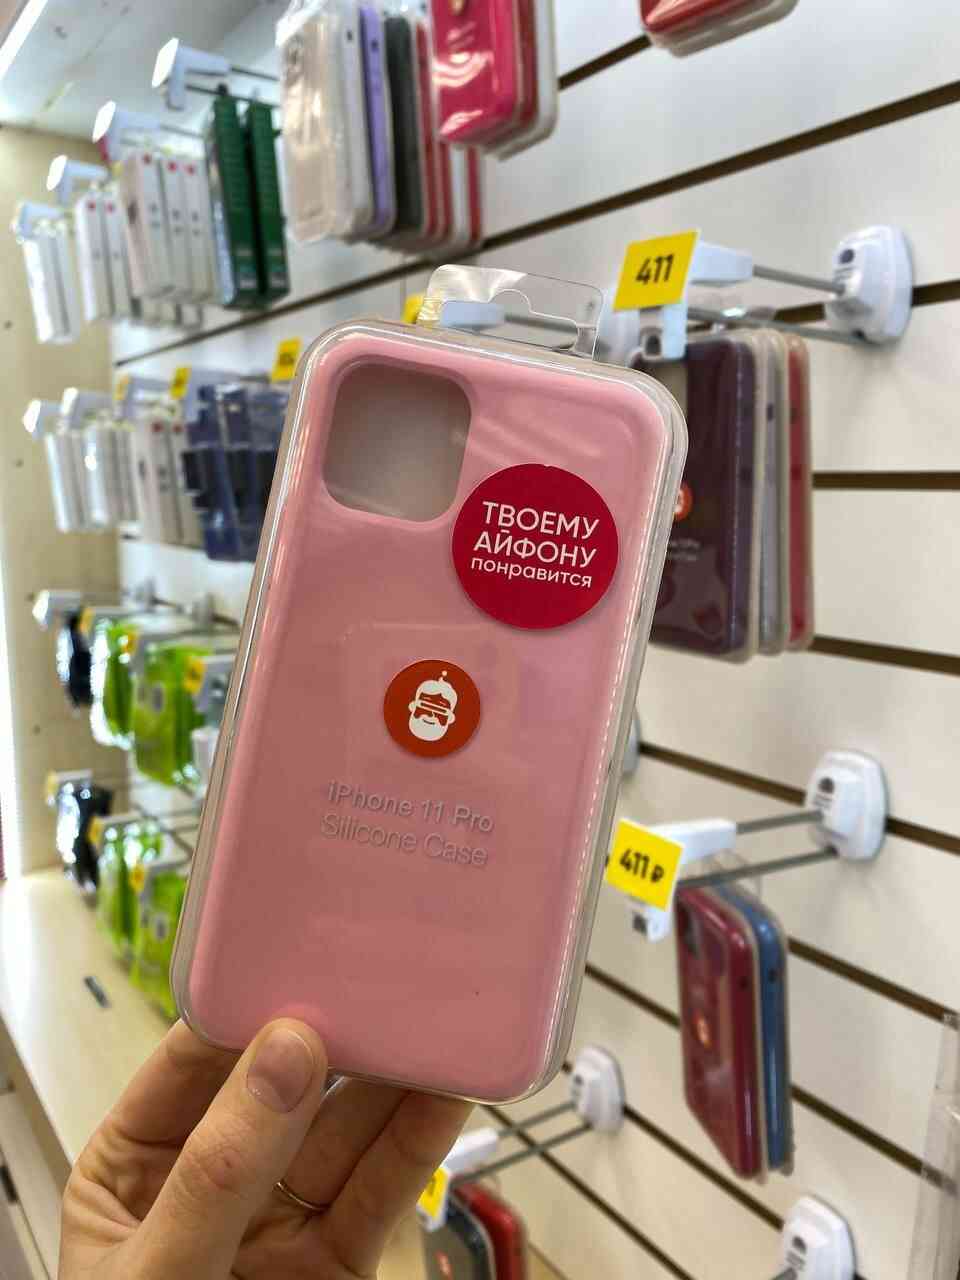 411
ТВОЕМУ
АЙФОНУ
понравится
iPhone 11 Pro
Silicone Case
411 ₽